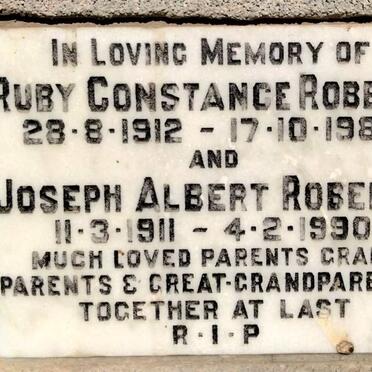 IN LOVING MEMORY OF
RUBY CONSTANCE ROBE
28·8·1912 – 17·10·198
AND
JOSEPH ALBERT ROBE
11·3·1911 – 4·2·1990
MUCH LOVED PARENTS GRA
PARENTS & GREAT-GRANDPARE
TOGETHER AT LAST
R·I·P